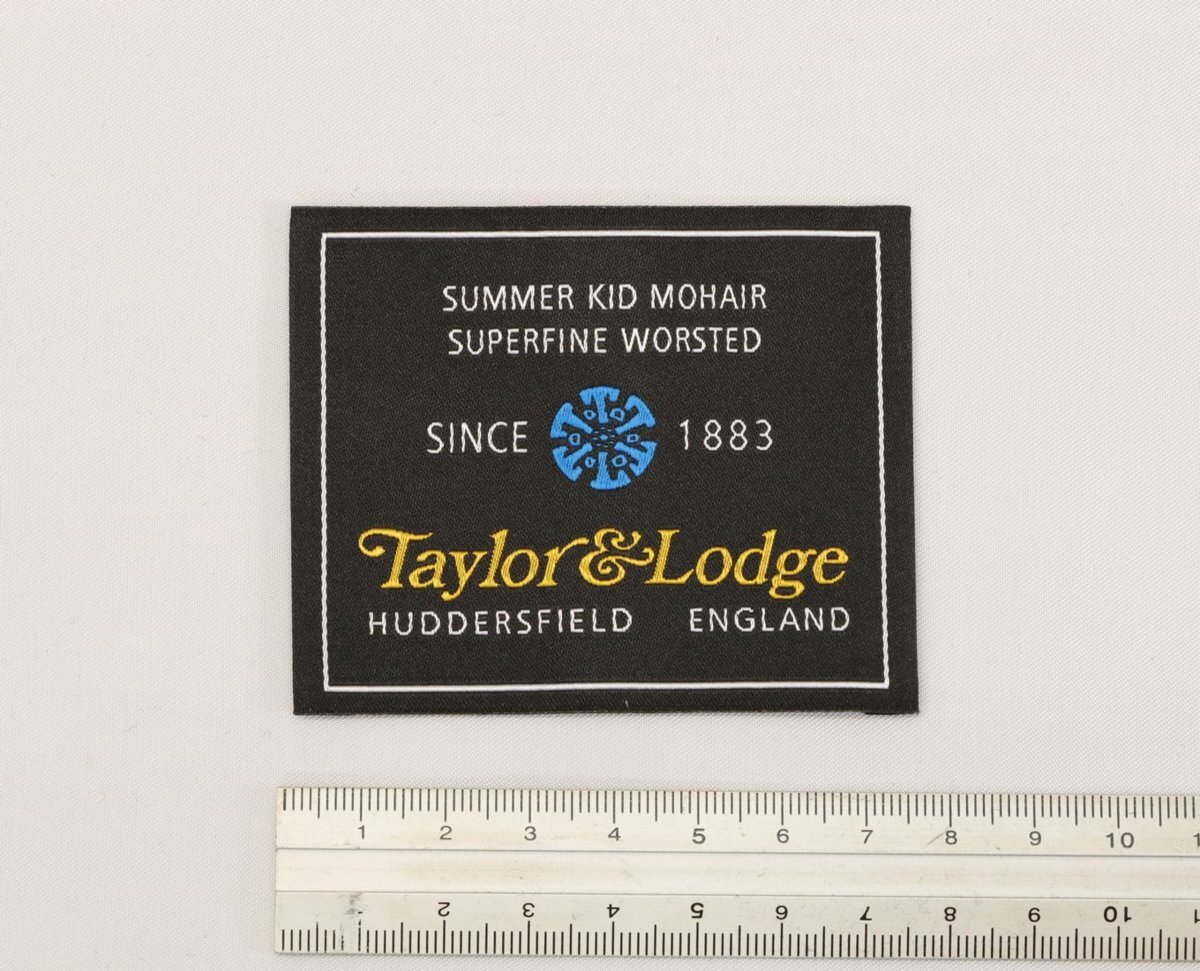 SUMMER KID MOHAIR
SUPERFINE WORSTED
SINCE 1883
Taylor & Lodge
HUDDERSFIELD ENGLAND
1 2 3 4 5 6 7 8 9 10
2 3 4 5 6 7 8 9 10